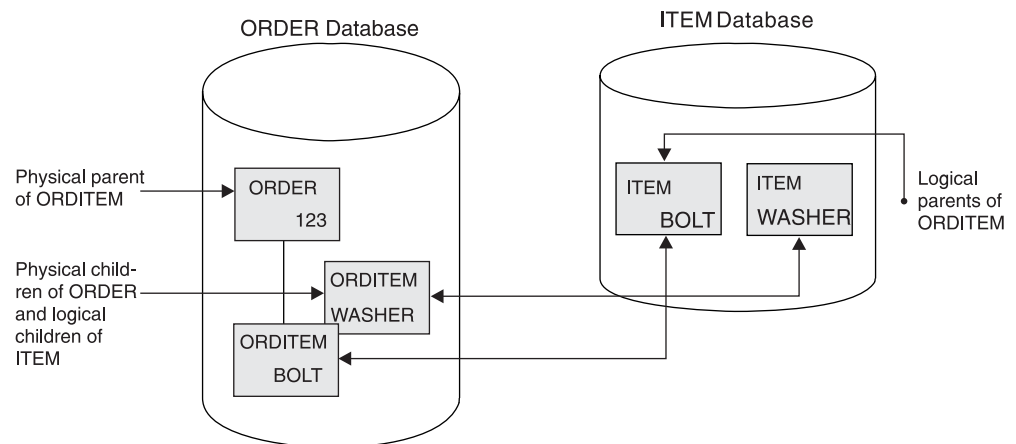 ORDER Database
ITEM Database
Physical parent
of ORDITEM
ORDER
123
ITEM
BOLT
ITEM
WASHER
Logical
parents of
ORDITEM
Physical child-
ren of ORDER
and logical
children of
ITEM
ORDITEM
WASHER
ORDITEM
BOLT